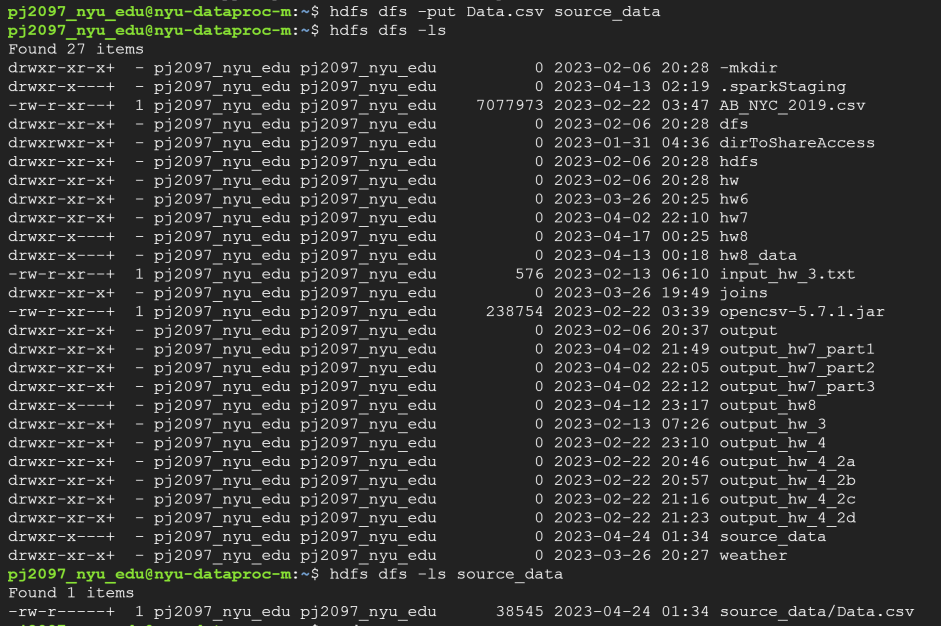 pj2097_nyu_edu@nyu-dataproc-m:~$ hdfs dfs -put Data.csv source_data
pj2097_nyu_edu@nyu-dataproc-m:~$ hdfs dfs -ls
Found 27 items
drwxr-xr-x+  - pj2097_nyu_edu pj2097_nyu_edu          0 2023-02-06 20:28 -mkdir
drwxr-x---+  - pj2097_nyu_edu pj2097_nyu_edu          0 2023-04-13 02:19 .sparkStaging
-rw-r-xr--+  1 pj2097_nyu_edu pj2097_nyu_edu    7077973 2023-02-22 03:47 AB_NYC_2019.csv
drwxr-xr-x+  - pj2097_nyu_edu pj2097_nyu_edu          0 2023-02-06 20:28 dfs
drwxrwxr-x+  - pj2097_nyu_edu pj2097_nyu_edu          0 2023-01-31 04:36 dirToShareAccess
drwxr-xr-x+  - pj2097_nyu_edu pj2097_nyu_edu          0 2023-02-06 20:28 hdfs
drwxr-xr-x+  - pj2097_nyu_edu pj2097_nyu_edu          0 2023-02-06 20:28 hw
drwxr-xr-x+  - pj2097_nyu_edu pj2097_nyu_edu          0 2023-03-26 20:25 hw6
drwxr-xr-x+  - pj2097_nyu_edu pj2097_nyu_edu          0 2023-04-02 22:10 hw7
drwxr-x---+  - pj2097_nyu_edu pj2097_nyu_edu          0 2023-04-17 00:25 hw8
drwxr-x---+  - pj2097_nyu_edu pj2097_nyu_edu          0 2023-04-13 00:18 hw8_data
-rw-r-xr--+  1 pj2097_nyu_edu pj2097_nyu_edu        576 2023-02-13 06:10 input_hw_3.txt
drwxr-xr-x+  - pj2097_nyu_edu pj2097_nyu_edu          0 2023-03-26 19:49 joins
-rw-r-xr--+  1 pj2097_nyu_edu pj2097_nyu_edu     238754 2023-02-22 03:39 opencsv-5.7.1.jar
drwxr-xr-x+  - pj2097_nyu_edu pj2097_nyu_edu          0 2023-02-06 20:37 output
drwxr-xr-x+  - pj2097_nyu_edu pj2097_nyu_edu          0 2023-04-02 21:49 output_hw7_part1
drwxr-xr-x+  - pj2097_nyu_edu pj2097_nyu_edu          0 2023-04-02 22:05 output_hw7_part2
drwxr-xr-x+  - pj2097_nyu_edu pj2097_nyu_edu          0 2023-04-02 22:12 output_hw7_part3
drwxr-x---+  - pj2097_nyu_edu pj2097_nyu_edu          0 2023-04-12 23:17 output_hw8
drwxr-xr-x+  - pj2097_nyu_edu pj2097_nyu_edu          0 2023-02-13 07:26 output_hw_3
drwxr-xr-x+  - pj2097_nyu_edu pj2097_nyu_edu          0 2023-02-22 23:10 output_hw_4
drwxr-xr-x+  - pj2097_nyu_edu pj2097_nyu_edu          0 2023-02-22 20:46 output_hw_4_2a
drwxr-xr-x+  - pj2097_nyu_edu pj2097_nyu_edu          0 2023-02-22 20:57 output_hw_4_2b
drwxr-xr-x+  - pj2097_nyu_edu pj2097_nyu_edu          0 2023-02-22 21:16 output_hw_4_2c
drwxr-xr-x+  - pj2097_nyu_edu pj2097_nyu_edu          0 2023-02-22 21:23 output_hw_4_2d
drwxr-x---+  - pj2097_nyu_edu pj2097_nyu_edu          0 2023-04-24 01:34 source_data
drwxr-xr-x+  - pj2097_nyu_edu pj2097_nyu_edu          0 2023-03-26 20:27 weather
pj2097_nyu_edu@nyu-dataproc-m:~$ hdfs dfs -ls source_data
Found 1 items
-rw-r-----+  1 pj2097_nyu_edu pj2097_nyu_edu      38545 2023-04-24 01:34 source_data/Data.csv